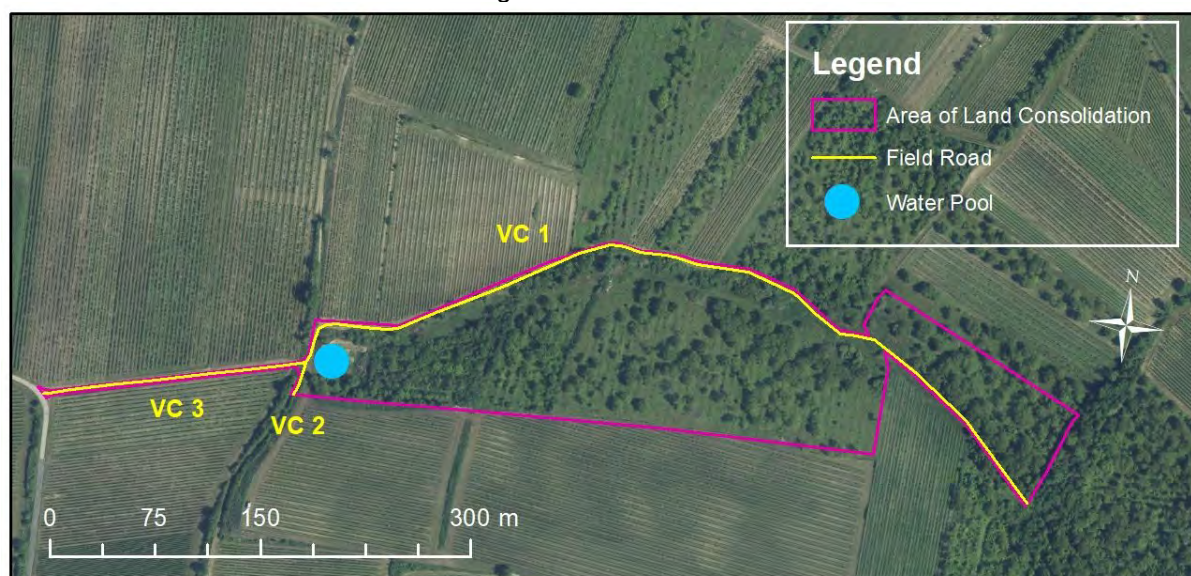 Legend
Area of Land Consolidation
Field Road
Water Pool
N
VC 1
VC 3
VC 2
0 75 150 300 m